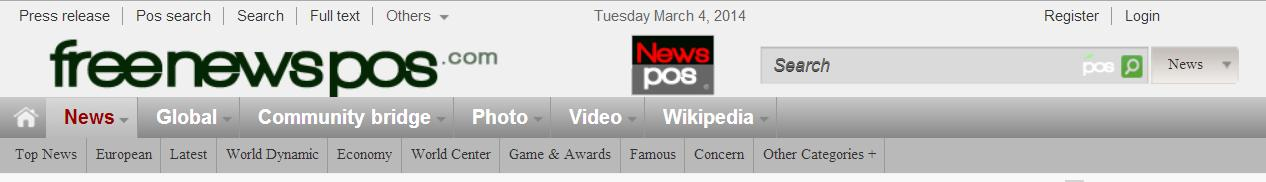 Press release Pos search Search Full text Others Tuesday March 4, 2014 Register Login
freenewspos.com News pos® Search pos News
News Global Community bridge Photo Video Wikipedia
Top News European Latest World Dynamic Economy World Center Game & Awards Famous Concern Other Categories +